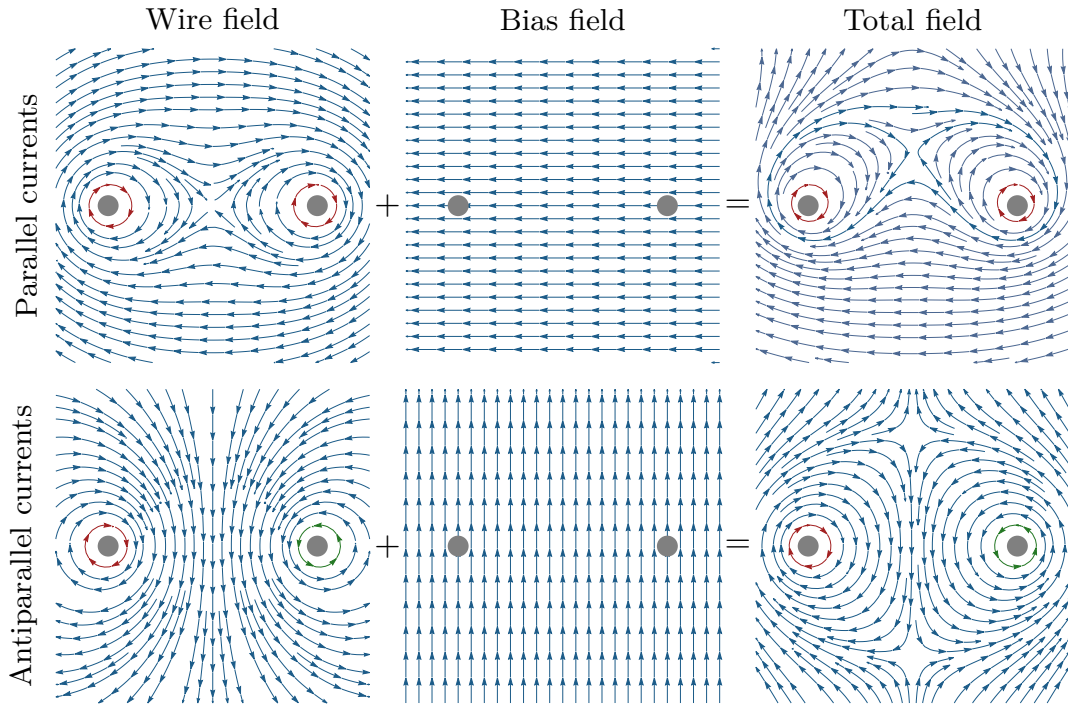 Wire field
Bias field
Total field
Parallel currents
+
=
Antiparallel currents
+
=